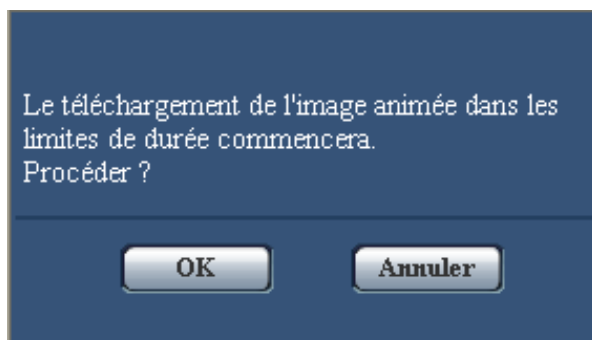 Le téléchargement de l'image animée dans les
limites de durée commencera.
Procéder ?
OK Annuler